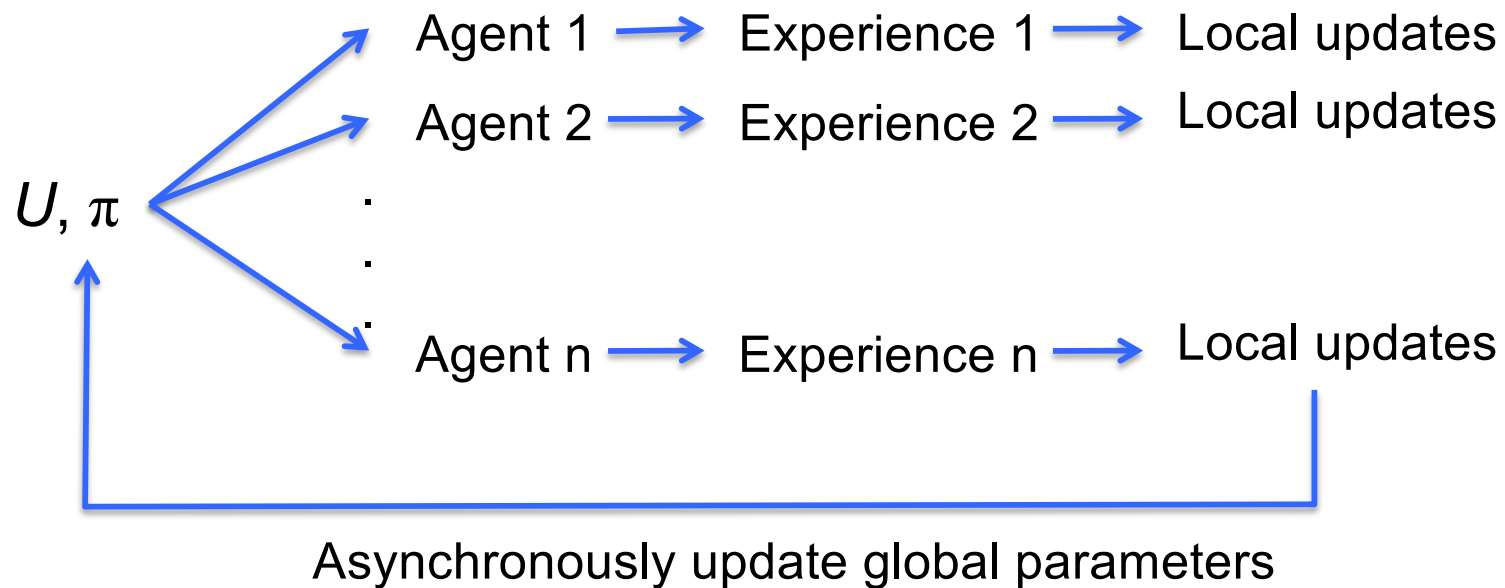 Agent 1 Experience 1 Local updates
Agent 2 Experience 2 Local updates
U, π
.
.
.
Agent n Experience n Local updates
Asynchronously update global parameters